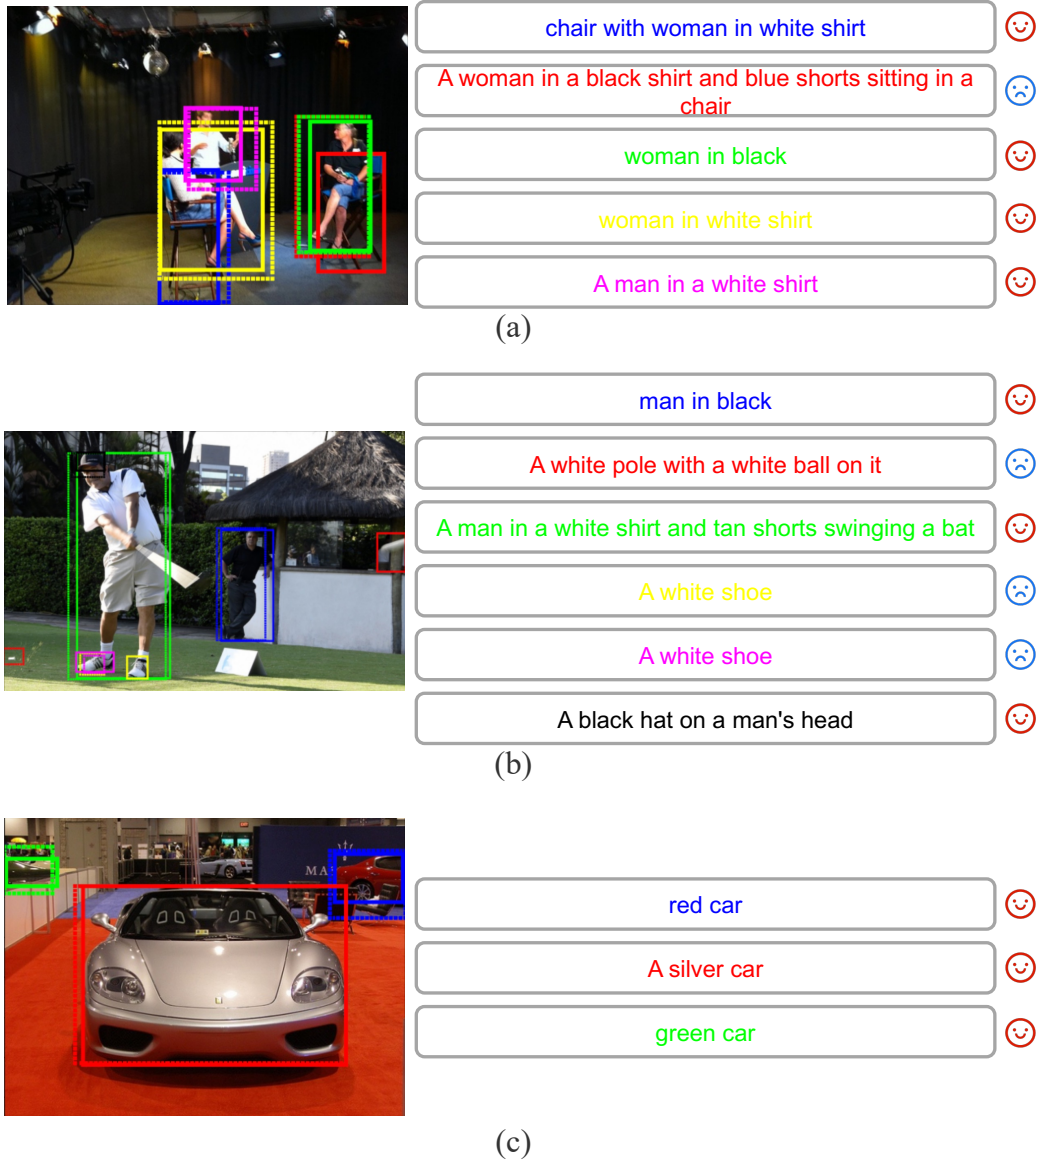 chair with woman in white shirt
A woman in a black shirt and blue shorts sitting in a
chair
woman in black
woman in white shirt
A man in a white shirt
(a)
man in black
A white pole with a white ball on it
A man in a white shirt and tan shorts swinging a bat
A white shoe
A white shoe
A black hat on a man's head
(b)
MA
red car
A silver car
green car
(c)